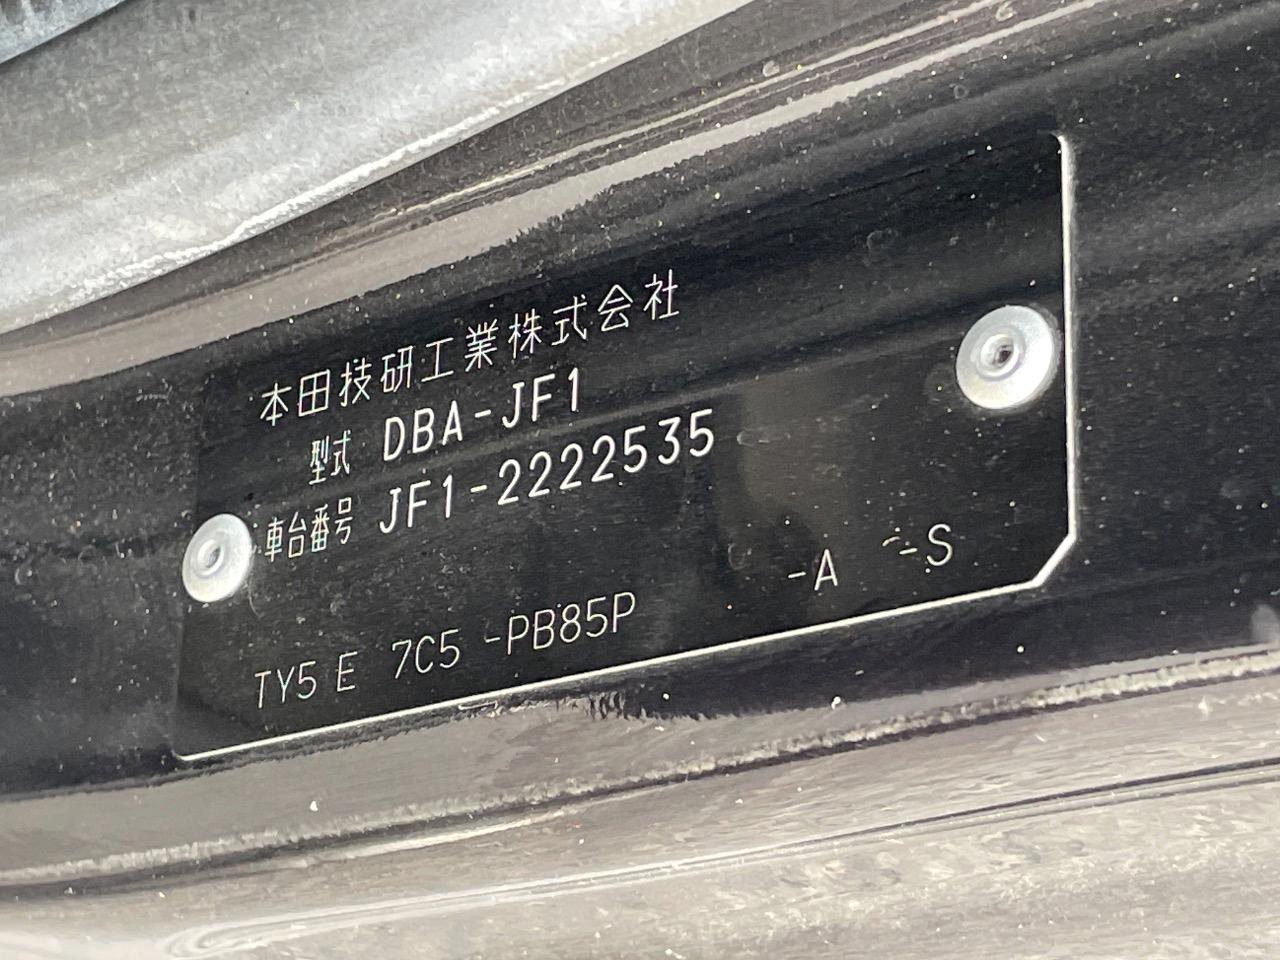 本田技研工業株式会社
型式 DBA-JF1
車台番号 JF1-2222535
TY5 E 7C5 -PB85P -A -S